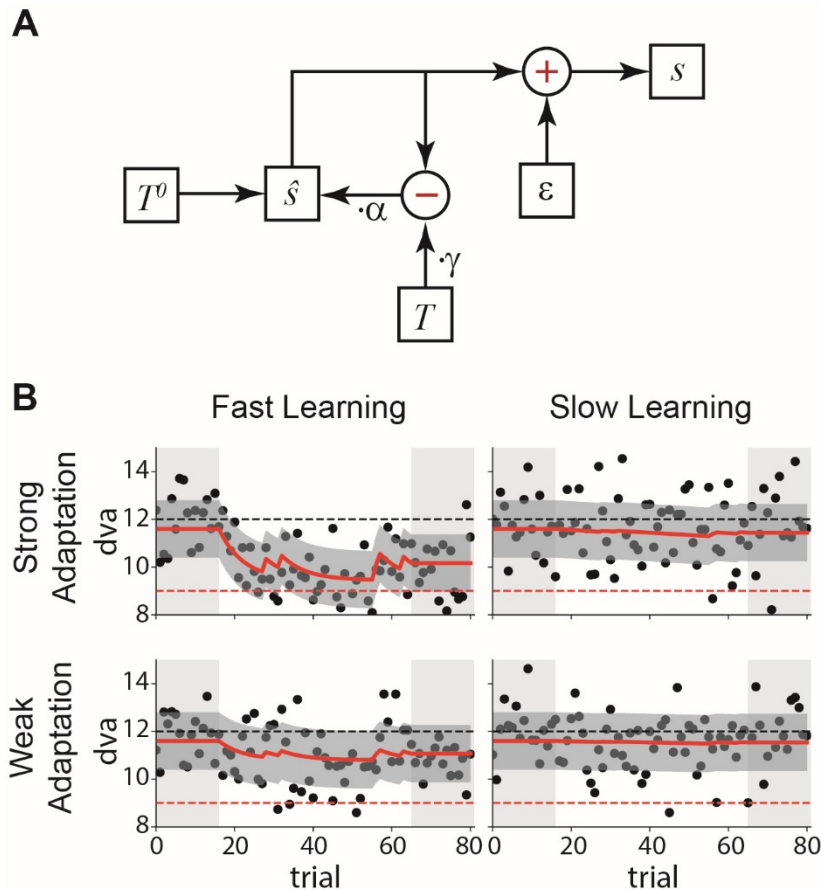 A
+
s
T⁰
ŝ
·α
−
ε
·γ
T
B
Fast Learning
Slow Learning
Strong
Adaptation
dva
14
12
10
8
Weak
Adaptation
dva
14
12
10
8
0
20
40
60
80
0
20
40
60
80
trial
trial